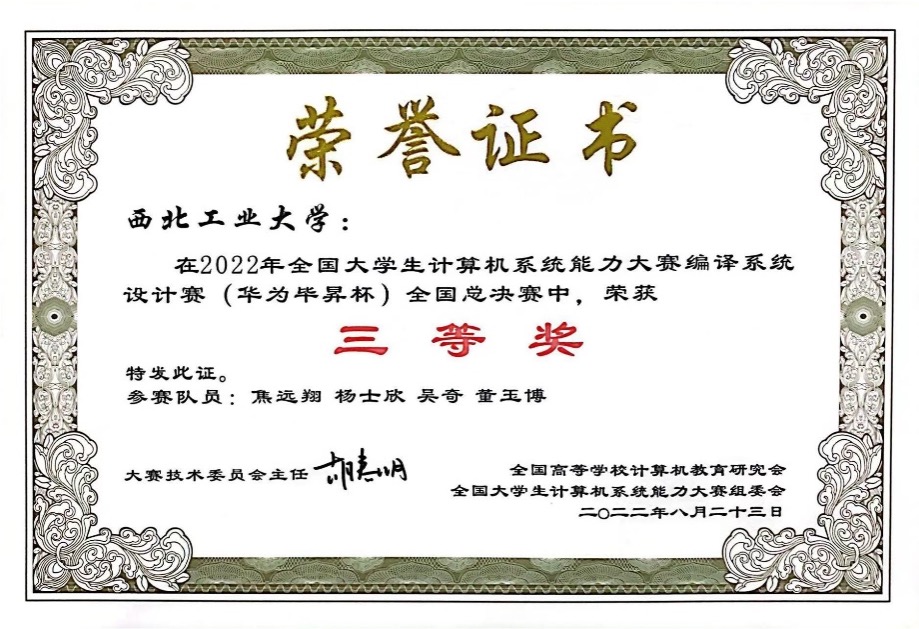 荣誉证书
西北工业大学：
在2022年全国大学生计算机系统能力大赛编译系统
设计赛（华为毕昇杯）全国总决赛中，荣获
三等奖
特发此证。
参赛队员：焦远翔 杨士欣 吴奇 董玉博
大赛技术委员会主任
全国高等学校计算机教育研究会
全国大学生计算机系统能力大赛组委会
二〇二二年八月二十三日